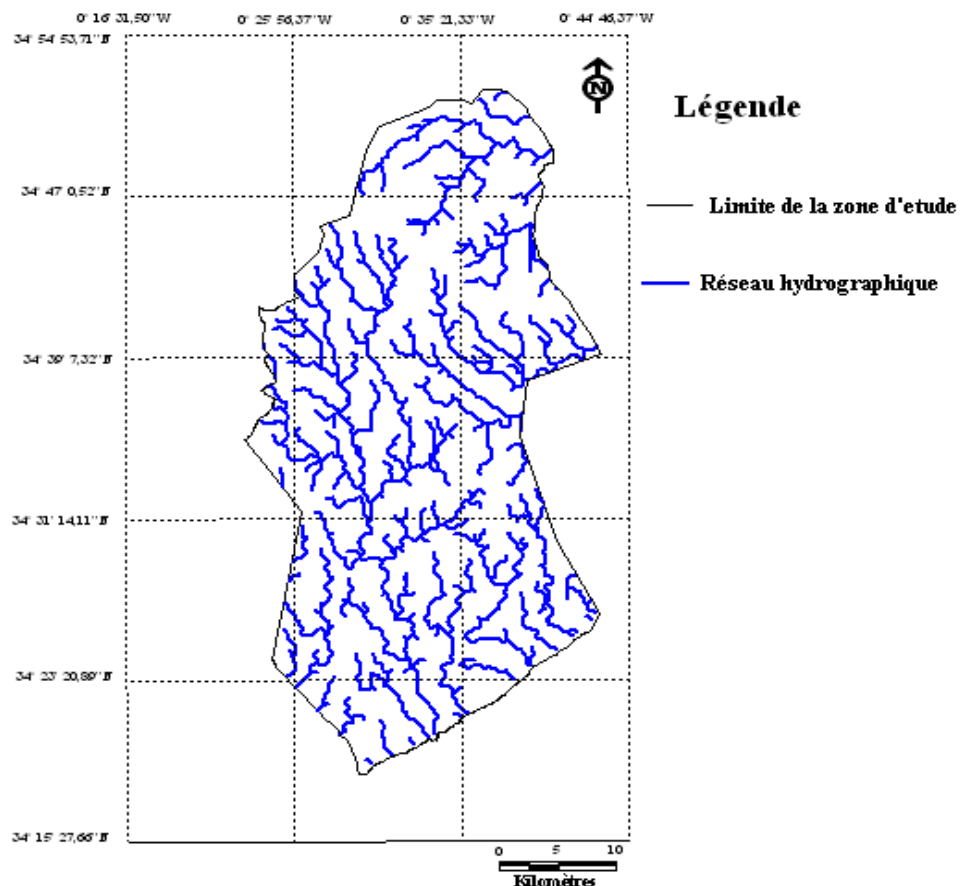 0° 16' 31,50''W 0° 25' 56,37''W 0° 35' 21,33''W 0° 44' 46,37''W
34° 54' 53,71''N
N
Légende
34° 47' 0,52''N
Limite de la zone d'etude
Réseau hydrographique
34° 39' 7,32''N
34° 31' 14,11''N
34° 23' 20,89''N
34° 15' 27,66''N
0 5 10
Kilomètres